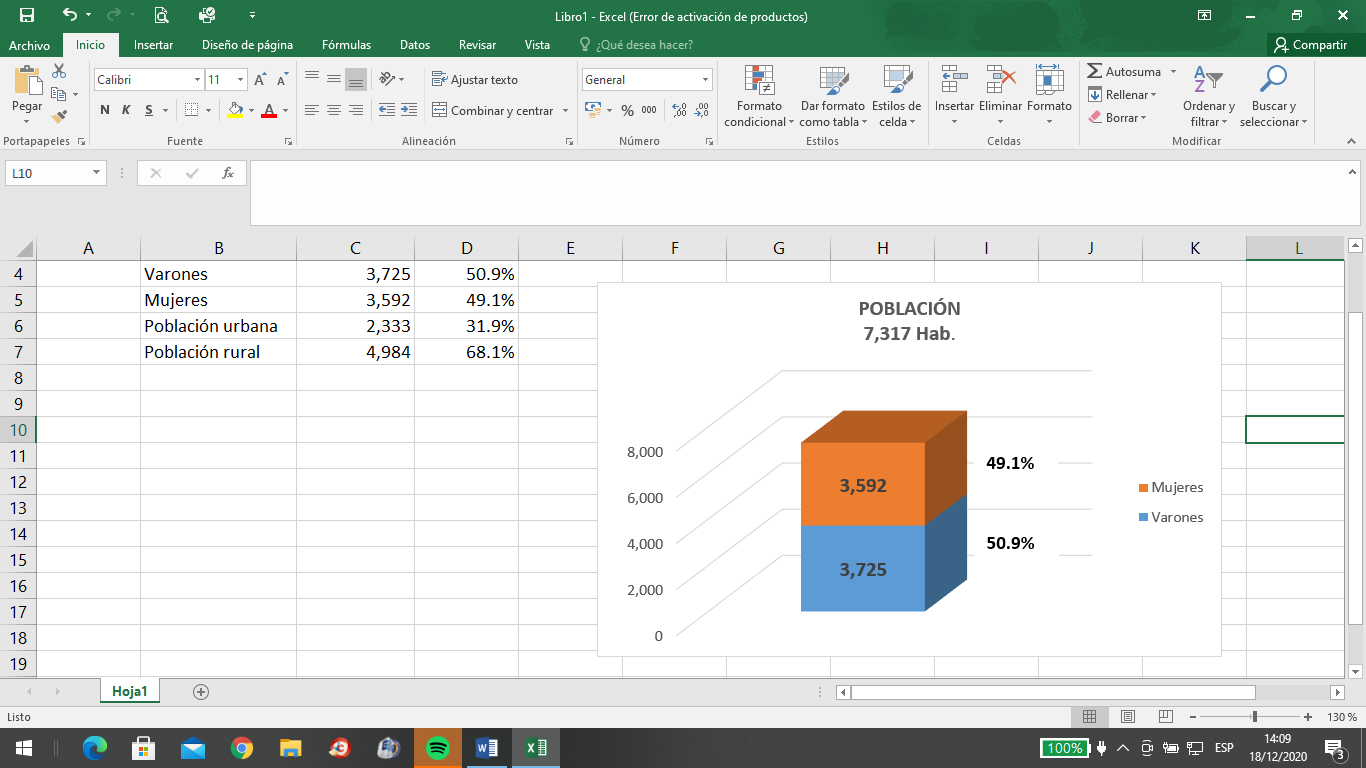 Libro1 - Excel (Error de activación de productos)
Archivo Inicio Insertar Diseño de página Fórmulas Datos Revisar Vista ¿Qué desea hacer? Compartir
Pegar
Portapapeles
Calibri 11
N K S
Fuente
Ajustar texto
Combinar y centrar
Alineación
General
% 000
Número
Formato condicional
Dar formato como tabla
Estilos de celda
Estilos
Insertar Eliminar Formato
Celdas
Autosuma
Rellenar
Borrar
Ordenar y filtrar
Buscar y seleccionar
Modificar
L10 fx
A B C D E F G H I J K L
4 Varones 3,725 50.9%
5 Mujeres 3,592 49.1%
6 Población urbana 2,333 31.9%
7 Población rural 4,984 68.1%
8
9
10
11
12
13
14
15
16
17
18
19
POBLACIÓN
7,317 Hab.
8,000
6,000
4,000
2,000
0
3,592
3,725
49.1%
50.9%
Mujeres
Varones
Hoja1
Listo 130 %
100% ESP 14:09
18/12/2020
3